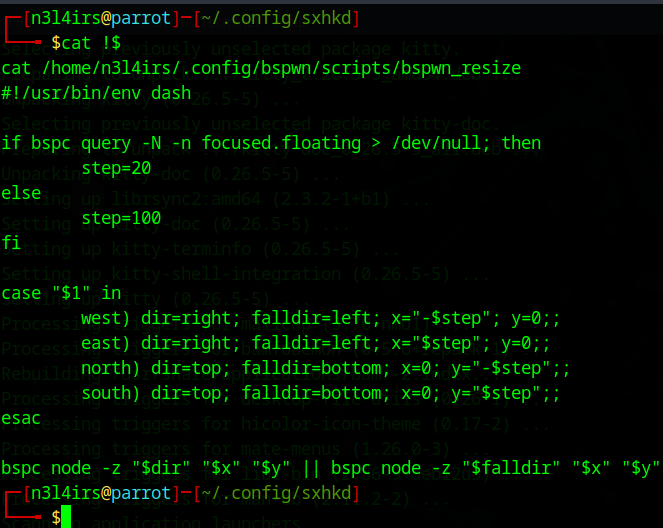 [n3l4irs@parrot]-[~/.config/sxhkd]
$cat !$
cat /home/n3l4irs/.config/bspwn/scripts/bspwn_resize
#!/usr/bin/env dash
if bspc query -N -n focused.floating > /dev/null; then
step=20
else
step=100
fi
case "$1" in
west) dir=right; falldir=left; x="-$step"; y=0;;
east) dir=right; falldir=left; x="$step"; y=0;;
north) dir=top; falldir=bottom; x=0; y="-$step";;
south) dir=top; falldir=bottom; x=0; y="$step";;
esac
bspc node -z "$dir" "$x" "$y" || bspc node -z "$falldir" "$x" "$y"
[n3l4irs@parrot]-[~/.config/sxhkd]
$